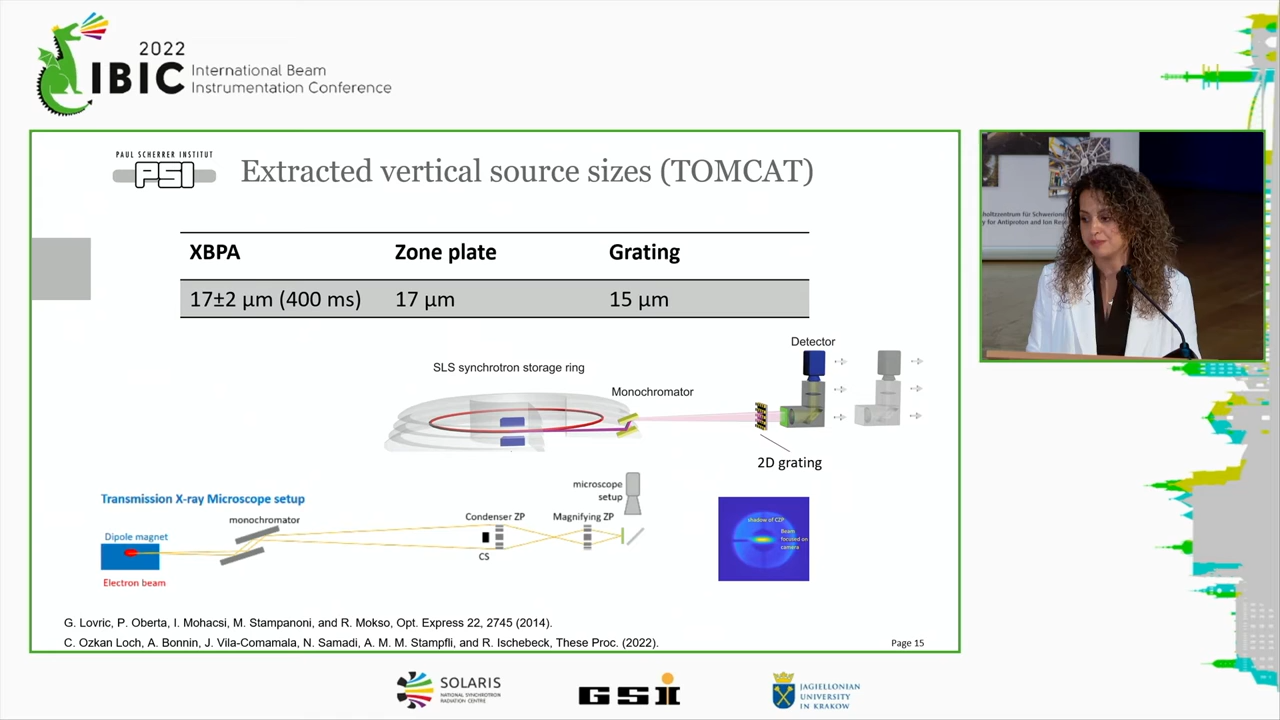 2022
IBIC
International Beam
Instrumentation Conference
PAUL SCHERRER INSTITUT
PSI
Extracted vertical source sizes (TOMCAT)
XBPA Zone plate Grating
17±2 µm (400 ms) 17 µm 15 µm
Detector
SLS synchrotron storage ring
Monochromator
2D grating
Transmission X-ray Microscope setup
microscope
setup
monochromator
Condenser ZP
Magnifying ZP
Dipole magnet
CS
Electron beam
shadow of CZP
Beam
focused on
camera
G. Lovric, P. Oberta, I. Mohacsi, M. Stampanoni, and R. Mokso, Opt. Express 22, 2745 (2014).
C. Ozkan Loch, A. Bonnin, J. Vila-Comamala, N. Samadi, A. M. M. Stampfli, and R. Ischebeck, These Proc. (2022).
Page 15
SOLARIS
NATIONAL SYNCHROTRON
RADIATION CENTRE
GSI
JAGIELLONIAN
UNIVERSITY
IN KRAKOW